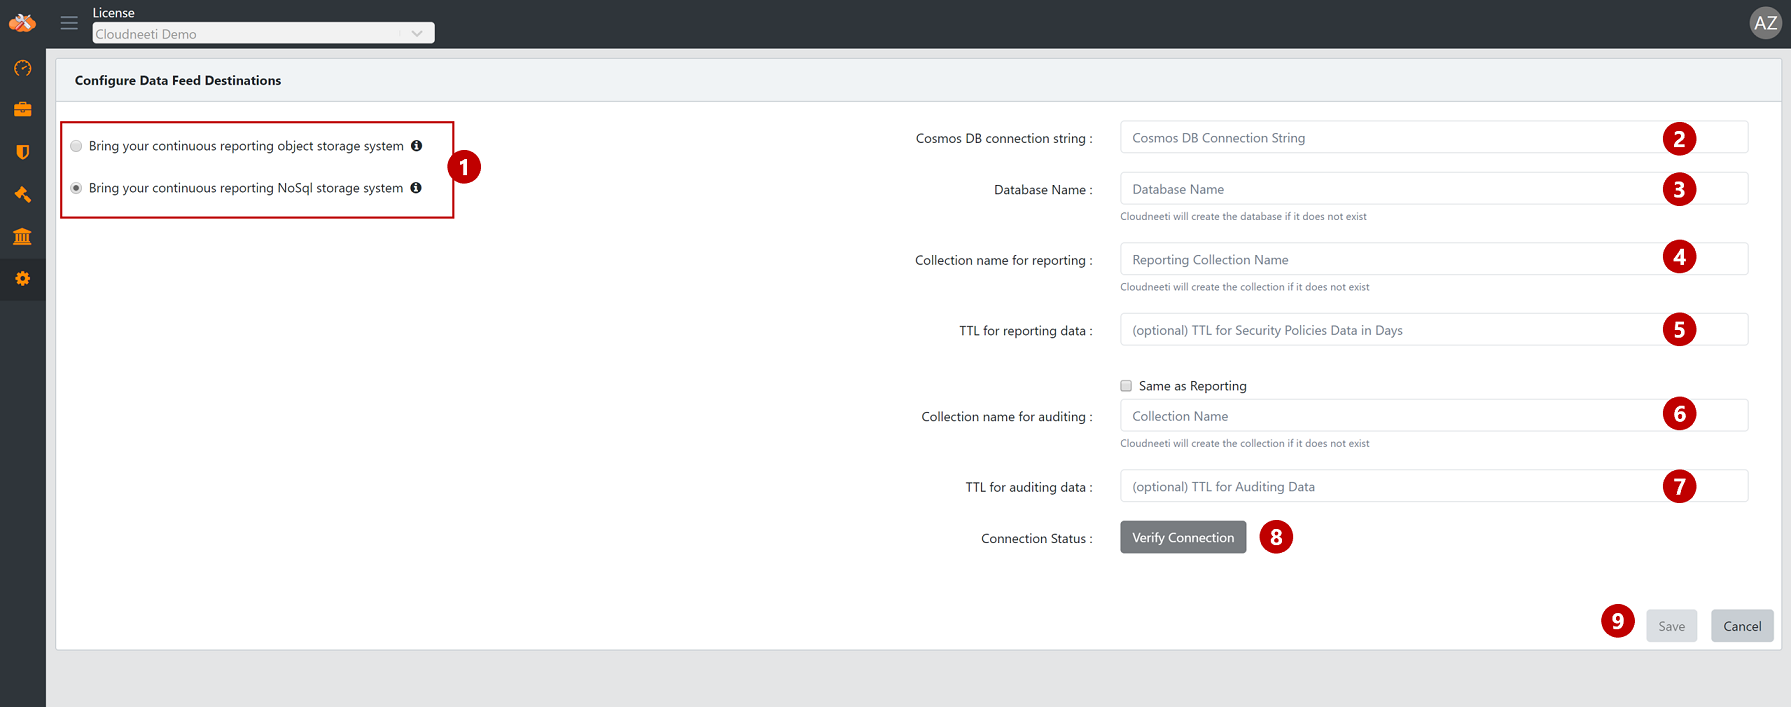 License
Cloudneeti Demo
AZ
Configure Data Feed Destinations
Bring your continuous reporting object storage system
Bring your continuous reporting NoSql storage system
1
Cosmos DB connection string :
Cosmos DB Connection String
2
Database Name :
Database Name
3
Cloudneeti will create the database if it does not exist
Collection name for reporting :
Reporting Collection Name
4
Cloudneeti will create the collection if it does not exist
TTL for reporting data :
(optional) TTL for Security Policies Data in Days
5
Same as Reporting
Collection name for auditing :
Collection Name
6
Cloudneeti will create the collection if it does not exist
TTL for auditing data :
(optional) TTL for Auditing Data
7
Connection Status :
Verify Connection
8
9
Save
Cancel